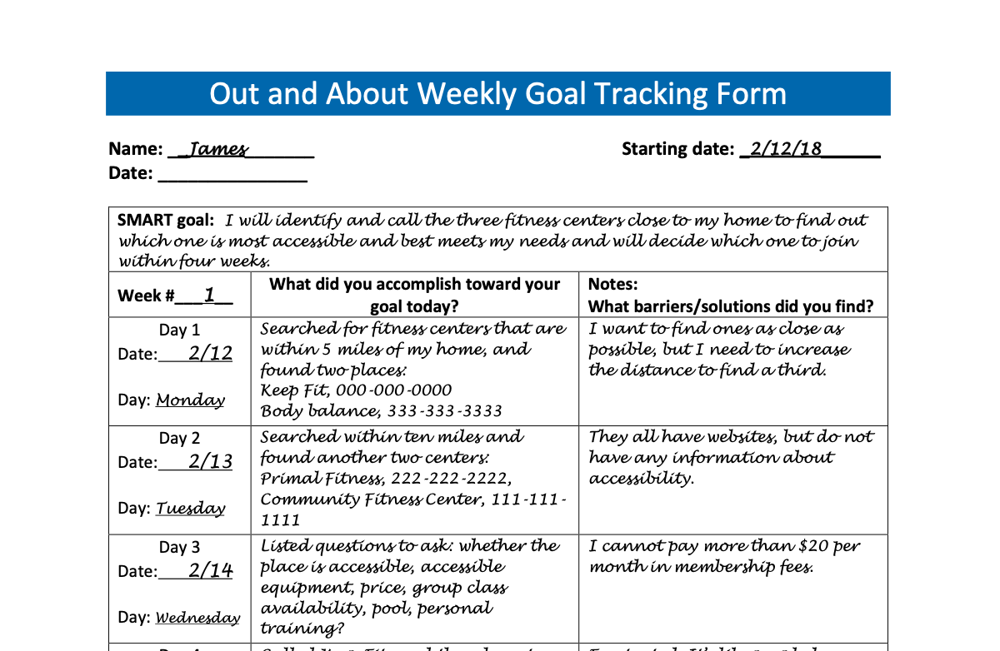 Out and About Weekly Goal Tracking Form
Name: __James_______ Starting date: _2/12/18______
Date: _______________
SMART goal: I will identify and call the three fitness centers close to my home to find out
which one is most accessible and best meets my needs and will decide which one to join
within four weeks.
Week #___1__
What did you accomplish toward your
goal today?
Notes:
What barriers/solutions did you find?
Day 1
Date:___2/12
Day: Monday
Searched for fitness centers that are
within 5 miles of my home, and
found two places:
Keep Fit, 000-000-0000
Body balance, 333-333-3333
I want to find ones as close as
possible, but I need to increase
the distance to find a third.
Day 2
Date:___2/13
Day: Tuesday
Searched within ten miles and
found another two centers:
Primal Fitness, 222-222-2222,
Community Fitness Center, 111-111-
1111
They all have websites, but do not
have any information about
accessibility.
Day 3
Date:___2/14
Day: Wednesday
Listed questions to ask: whether the
place is accessible, accessible
equipment, price, group class
availability, pool, personal
training?
I cannot pay more than $20 per
month in membership fees.